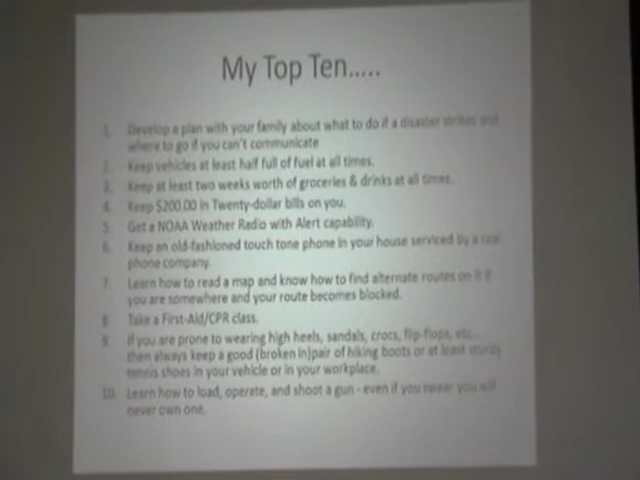 My Top Ten.....
1. Develop a plan with your family about what to do if a disaster strikes and
where to go if you can't communicate
2. Keep vehicles at least half full of fuel at all times.
3. Keep at least two weeks worth of groceries & drinks at all times.
4. Keep $200.00 in Twenty-dollar bills on you.
5. Get a NOAA Weather Radio with Alert capability.
6. Keep an old-fashioned touch tone phone in your house serviced by a real
phone company.
7. Learn how to read a map and know how to find alternate routes on it if
you are somewhere and your route becomes blocked.
8. Take a First-Aid/CPR class.
9. If you are prone to wearing high heels, sandals, crocs, flip-flops, etc...
then always keep a good (broken in)pair of hiking boots or at least sturdy
tennis shoes in your vehicle or in your workplace.
10. Learn how to load, operate, and shoot a gun - even if you swear you will
never own one.